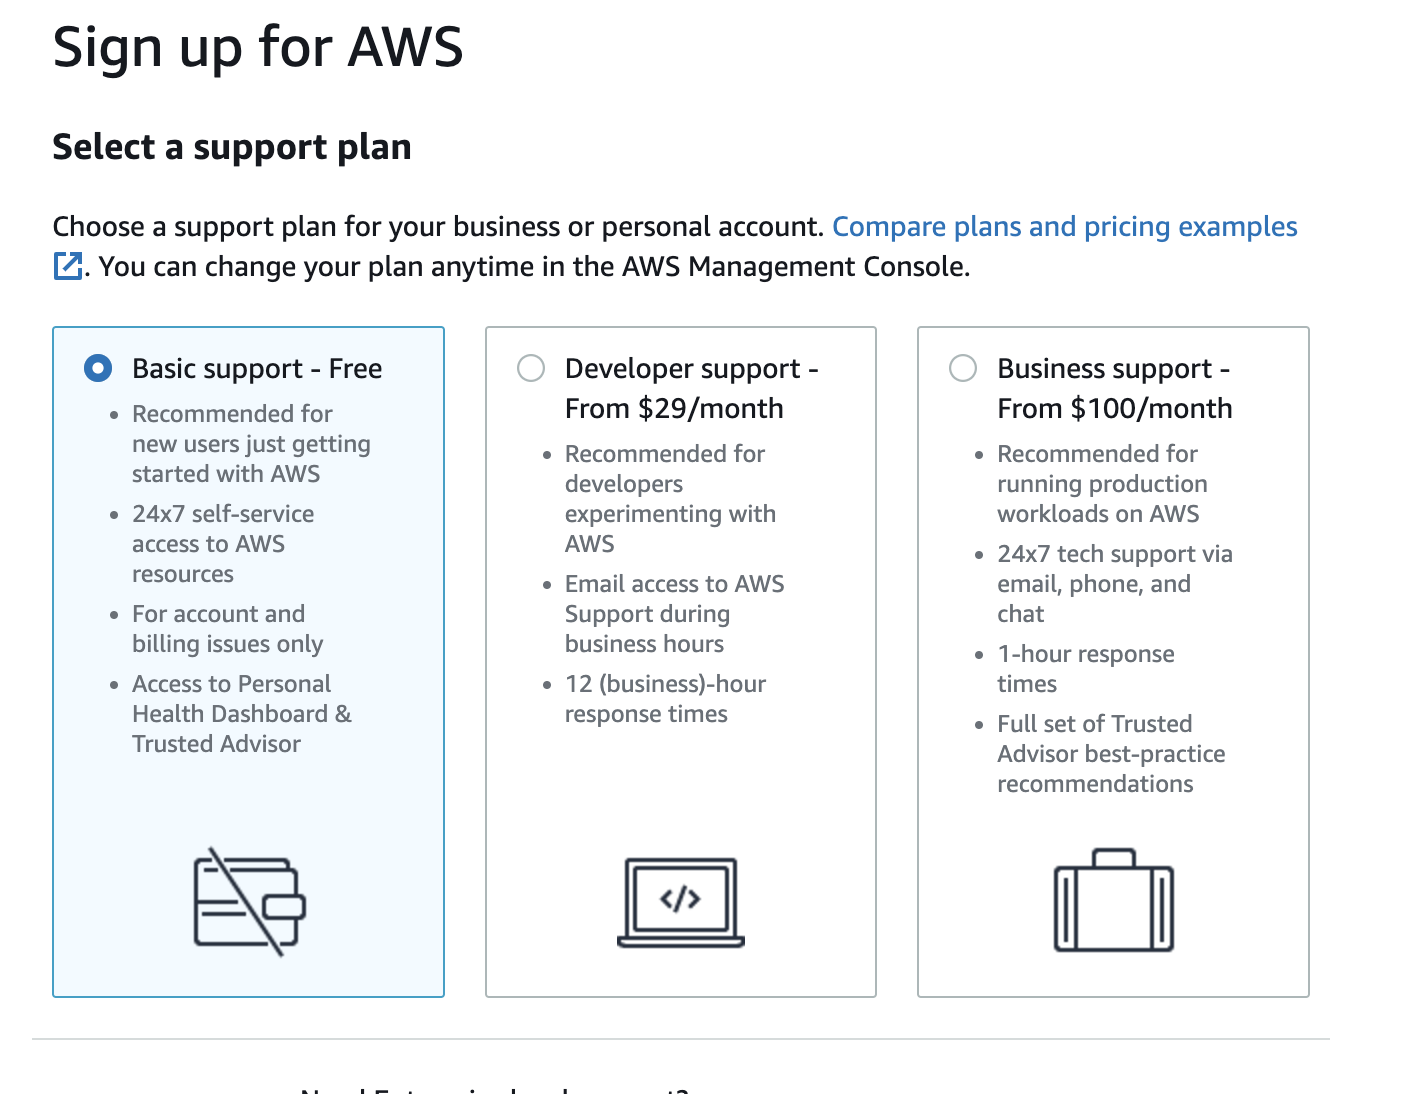 Sign up for AWS
Select a support plan
Choose a support plan for your business or personal account. Compare plans and pricing examples
. You can change your plan anytime in the AWS Management Console.
Basic support - Free
• Recommended for
new users just getting
started with AWS
• 24x7 self-service
access to AWS
resources
• For account and
billing issues only
• Access to Personal
Health Dashboard &
Trusted Advisor
Developer support -
From $29/month
• Recommended for
developers
experimenting with
AWS
• Email access to AWS
Support during
business hours
• 12 (business)-hour
response times
</>
Business support -
From $100/month
• Recommended for
running production
workloads on AWS
• 24x7 tech support via
email, phone, and
chat
• 1-hour response
times
• Full set of Trusted
Advisor best-practice
recommendations